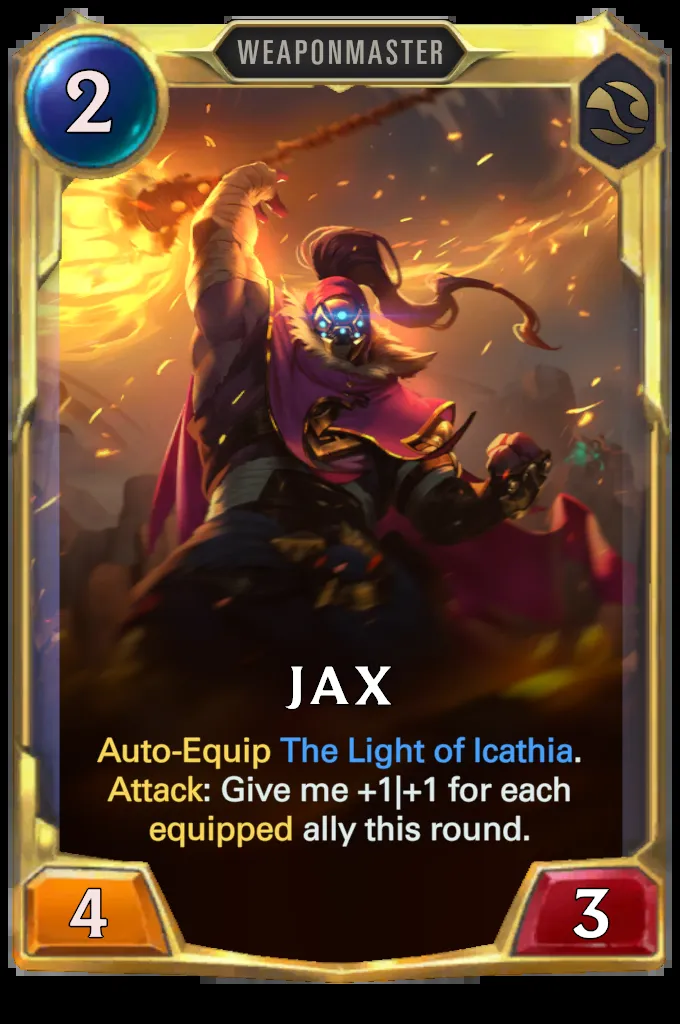 WEAPONMASTER
2
JAX
Auto-Equip The Light of Icathia.
Attack: Give me +1|+1 for each
equipped ally this round.
4
3